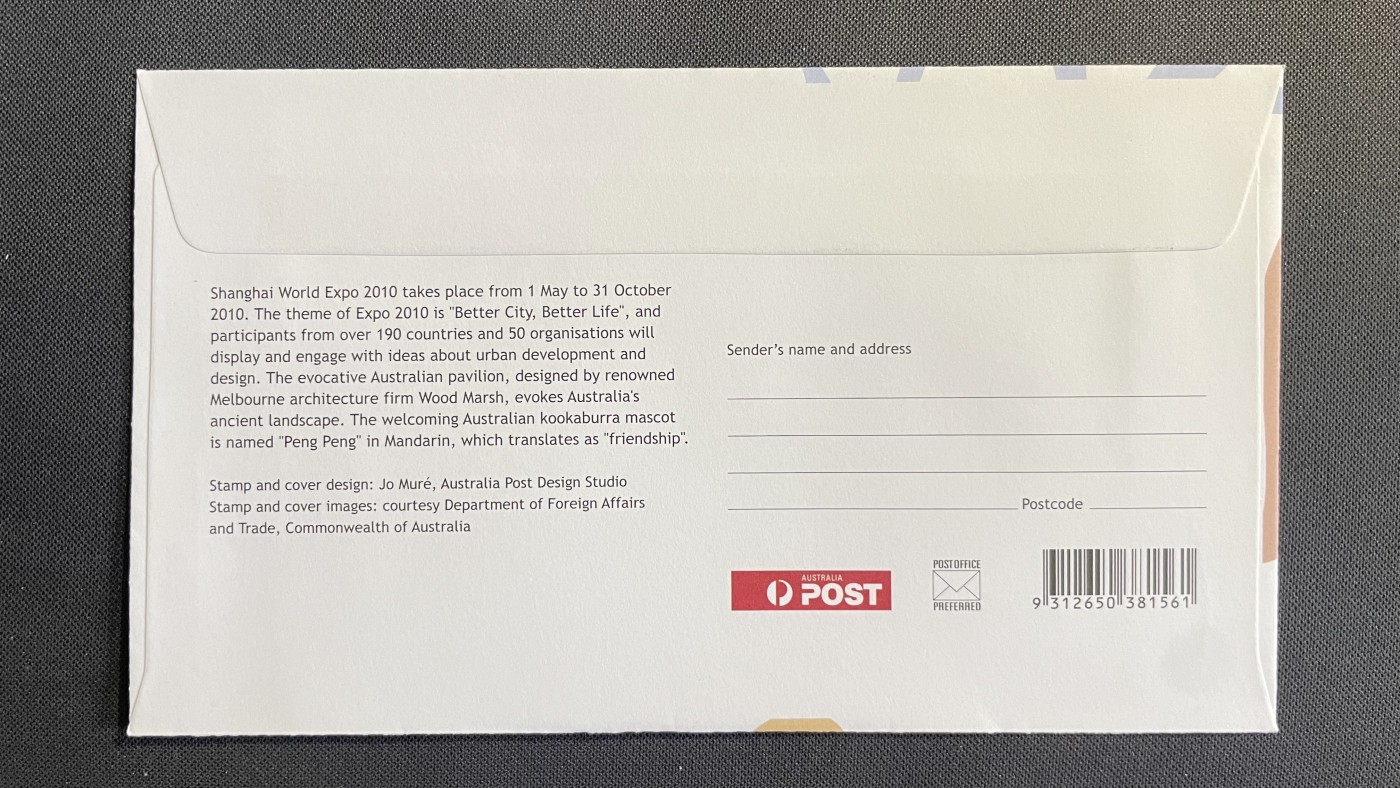 Shanghai World Expo 2010 takes place from 1 May to 31 October
2010. The theme of Expo 2010 is "Better City, Better Life", and
participants from over 190 countries and 50 organisations will
display and engage with ideas about urban development and
design. The evocative Australian pavilion, designed by renowned
Melbourne architecture firm Wood Marsh, evokes Australia's
ancient landscape. The welcoming Australian kookaburra mascot
is named "Peng Peng" in Mandarin, which translates as "friendship".
Stamp and cover design: Jo Muré, Australia Post Design Studio
Stamp and cover images: courtesy Department of Foreign Affairs
and Trade, Commonwealth of Australia
Sender's name and address
Postcode
AUSTRALIA
POST
POST OFFICE
PREFERRED
9 312650 381561